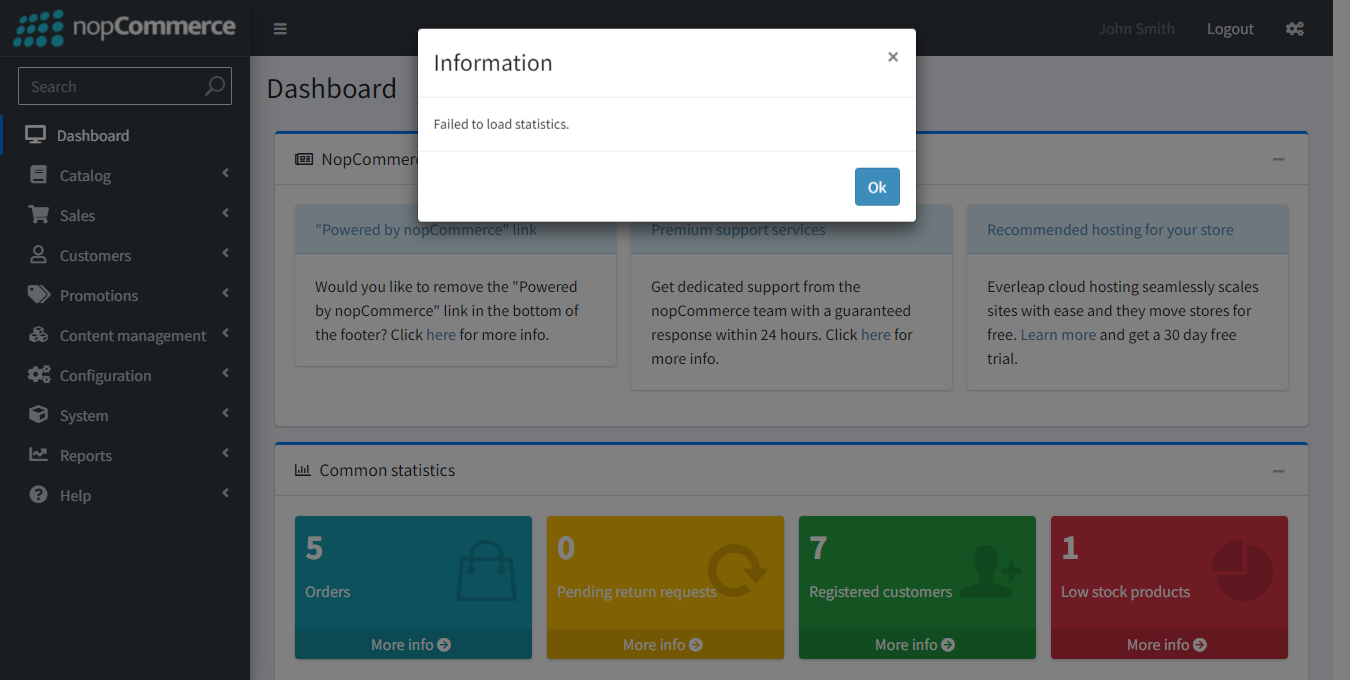 nopCommerce
John Smith
Logout
Information
×
Search
Dashboard
Failed to load statistics.
Dashboard
NopCommer
Catalog
Ok
Sales
"Powered by nopCommerce" link
Premium support services
Recommended hosting for your store
Customers
Would you like to remove the "Powered
by nopCommerce" link in the bottom of
the footer? Click here for more info.
Get dedicated support from the
nopCommerce team with a guaranteed
response within 24 hours. Click here for
more info.
Everleap cloud hosting seamlessly scales
sites with ease and they move stores for
free. Learn more and get a 30 day free
trial.
Promotions
Content management
Configuration
System
Reports
Help
Common statistics
5
Orders
More info
0
Pending return requests
More info
7
Registered customers
More info
1
Low stock products
More info